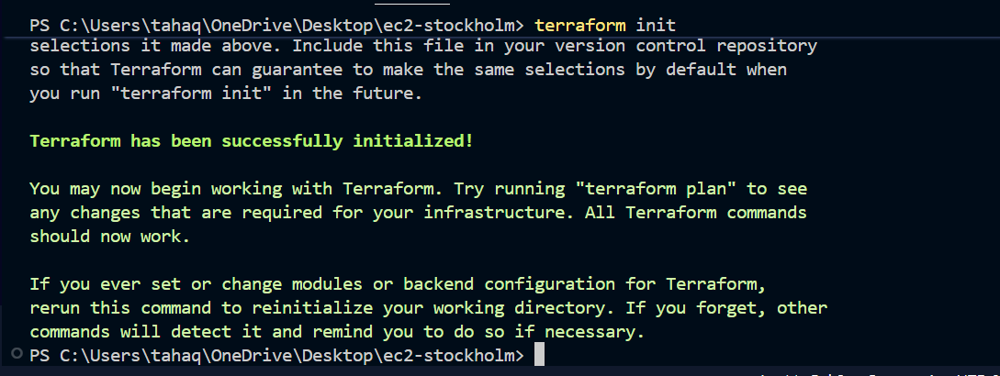 PS C:\Users\tahaq\OneDrive\Desktop\ec2-stockholm> terraform init
selections it made above. Include this file in your version control repository
so that Terraform can guarantee to make the same selections by default when
you run "terraform init" in the future.
Terraform has been successfully initialized!
You may now begin working with Terraform. Try running "terraform plan" to see
any changes that are required for your infrastructure. All Terraform commands
should now work.
If you ever set or change modules or backend configuration for Terraform,
rerun this command to reinitialize your working directory. If you forget, other
commands will detect it and remind you to do so if necessary.
PS C:\Users\tahaq\OneDrive\Desktop\ec2-stockholm>